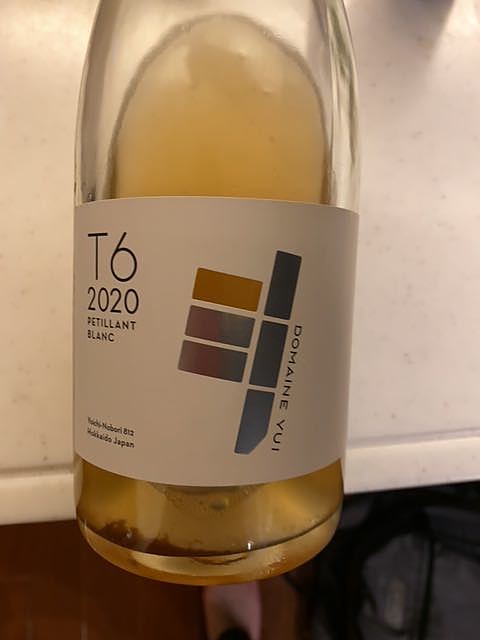 T6
2020
PETILLANT
BLANC
DOMAINE YUI
Yoichi-Nobori 812
Hokkaido Japan